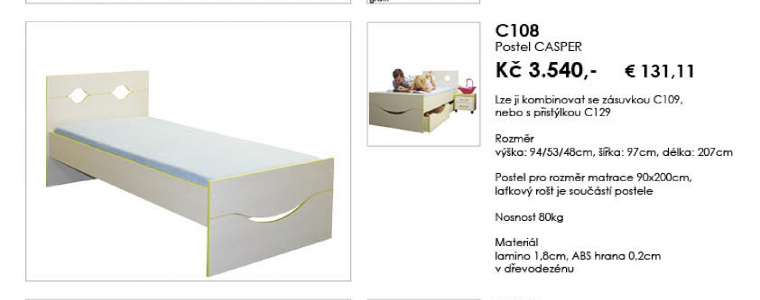 C108
Postel CASPER
Kč 3.540,- € 131,11
Lze ji kombinovat se zásuvkou C109,
nebo s přistýlkou C129
Rozměr
výška: 94/53/48cm, šířka: 97cm, délka: 207cm
Postel pro rozměr matrace 90x200cm,
laťkový rošt je součástí postele
Nosnost 80kg
Materiál
lamino 1,8cm, ABS hrana 0,2cm
v dřevodezénu